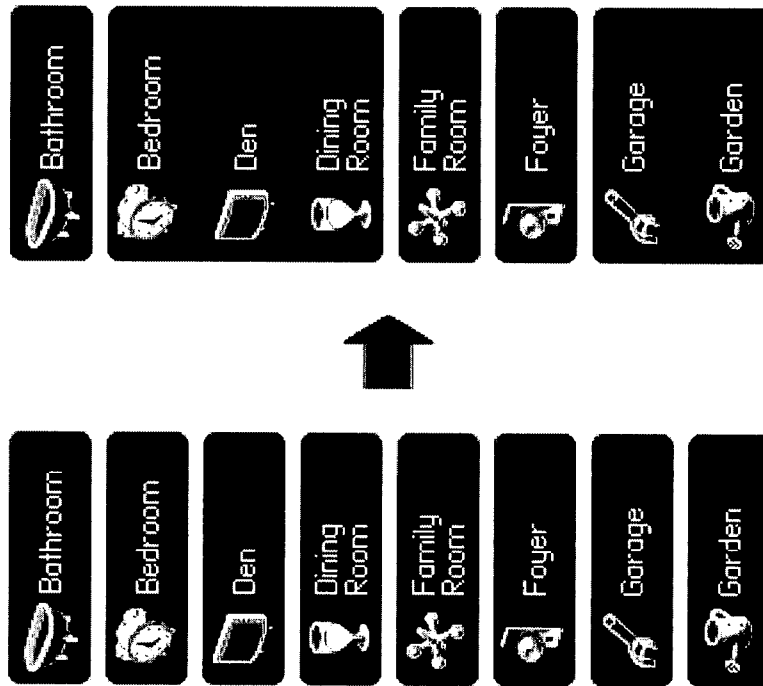 Bathroom
Bedroom
Den
Dining
Room
Family
Room
Foyer
Garage
Garden
Bathroom
Bedroom
Den
Dining
Room
Family
Room
Foyer
Garage
Garden